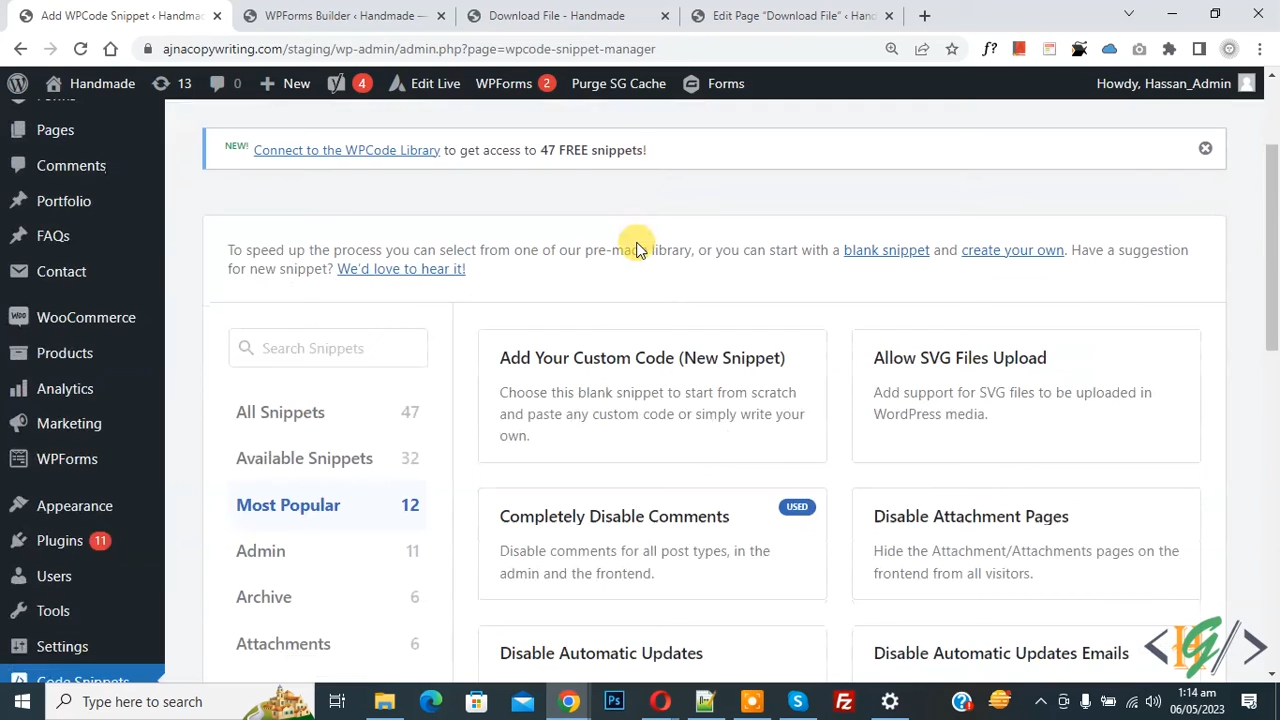 Add WPCode Snippet ‹ Handmac
WPForms Builder ‹ Handmade —
Download File - Handmade
Edit Page "Download File" ‹ Hand
ajnacopywriting.com/staging/wp-admin/admin.php?page=wpcode-snippet-manager
Handmade 13 0 New 4 Edit Live WPForms 2 Purge SG Cache Forms Howdy, Hassan_Admin
Pages
Comments
Portfolio
FAQs
Contact
WooCommerce
Products
Analytics
Marketing
WPForms
Appearance
Plugins 11
Users
Tools
Settings
Code Snippets
NEW! Connect to the WPCode Library to get access to 47 FREE snippets!
To speed up the process you can select from one of our pre-made library, or you can start with a blank snippet and create your own. Have a suggestion
for new snippet? We'd love to hear it!
Search Snippets
All Snippets 47
Available Snippets 32
Most Popular 12
Admin 11
Archive 6
Attachments 6
Add Your Custom Code (New Snippet)
Choose this blank snippet to start from scratch
and paste any custom code or simply write your
own.
Allow SVG Files Upload
Add support for SVG files to be uploaded in
WordPress media.
Completely Disable Comments
USED
Disable comments for all post types, in the
admin and the frontend.
Disable Attachment Pages
Hide the Attachment/Attachments pages on the
frontend from all visitors.
Disable Automatic Updates
Disable Automatic Updates Emails
Type here to search
1:14 am
06/05/2023